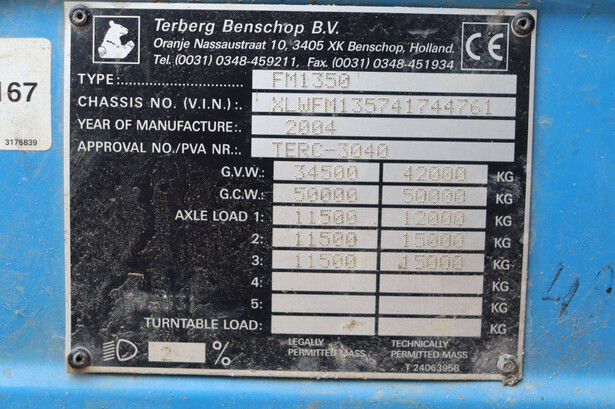 Terberg Benschop B.V.
Oranje Nassaustraat 10, 3405 XK Benschop, Holland.
Tel. (0031) 0348-459211, Fax. (0031) 0348-451934
CE
167
3176839
TYPE:........................ FM1350
CHASSIS NO. (V.I.N.): XLWFM135741744761
YEAR OF MANUFACTURE:. 2004
APPROVAL NO./PVA NR.: TERC-3040
G.V.W.: 34500 42000 KG
G.C.W.: 50000 50000 KG
AXLE LOAD 1: 11500 12000 KG
2: 11500 15000 KG
3: 11500 15000 KG
4: KG
5: KG
TURNTABLE LOAD: KG
2 %
LEGALLY PERMITTED MASS
TECHNICALLY PERMITTED MASS
T 24063958